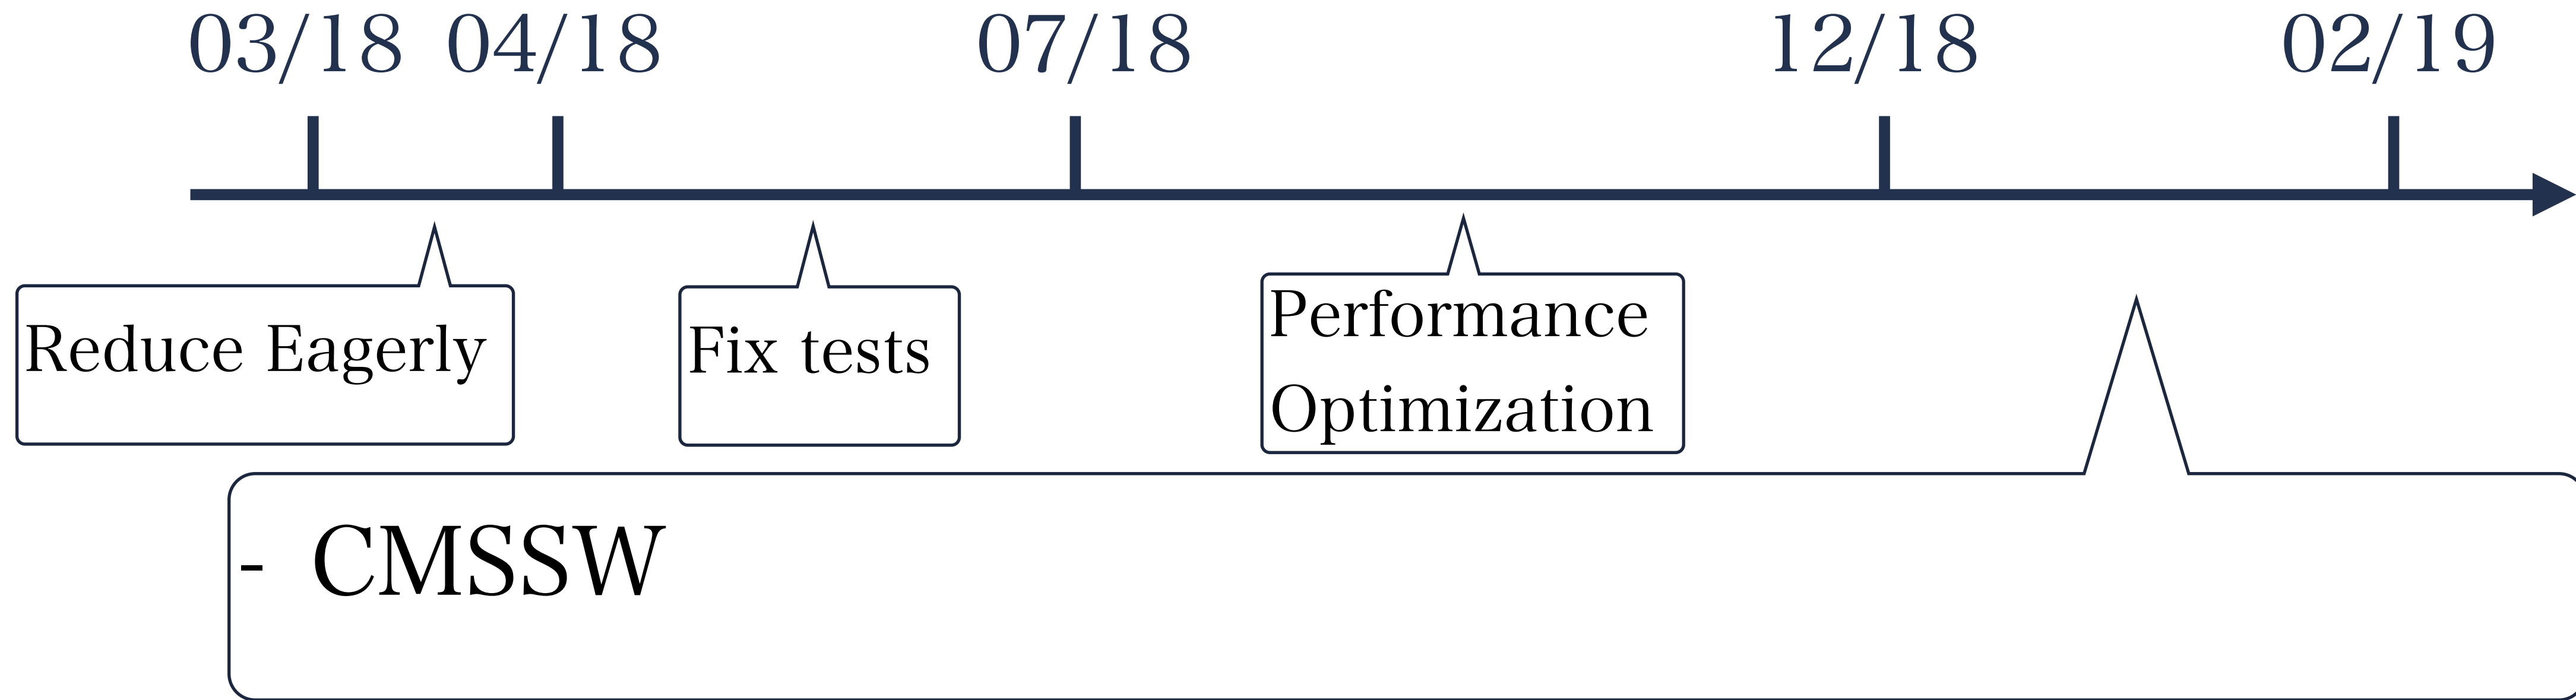 03/18 04/18 07/18 12/18 02/19
Reduce Eagerly
Fix tests
Performance
Optimization
- CMSSW